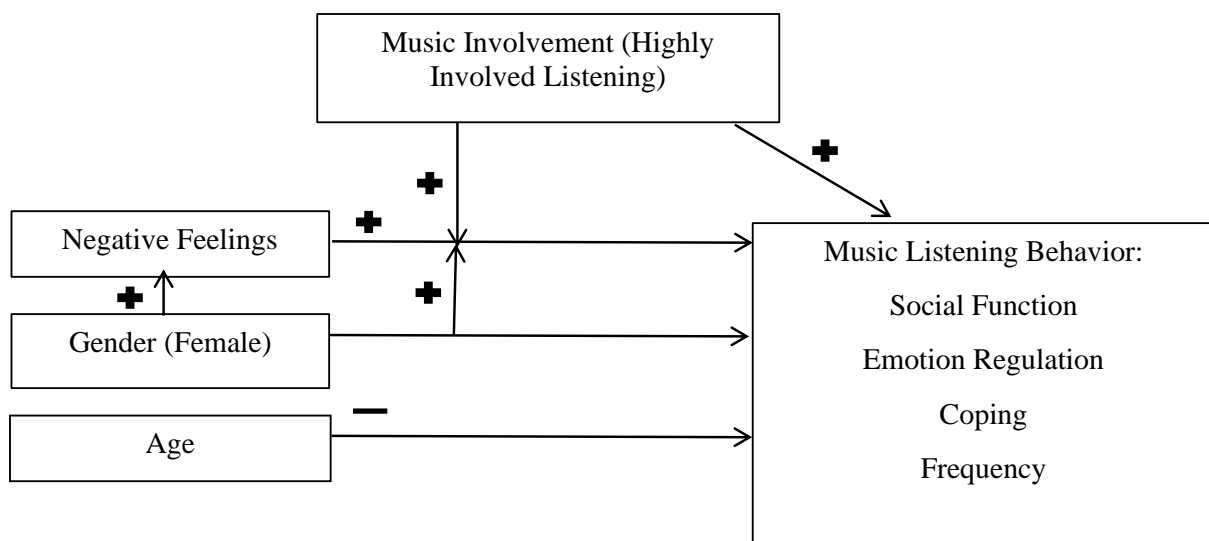 Music Involvement (Highly
Involved Listening)
Negative Feelings
Gender (Female)
Age
Music Listening Behavior:
Social Function
Emotion Regulation
Coping
Frequency